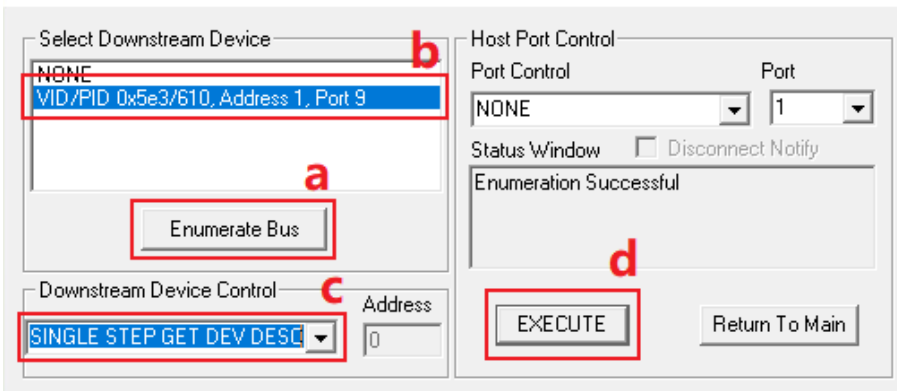 Select Downstream Device
b
NONE
VID/PID 0x5e3/610, Address 1, Port 9
a
Enumerate Bus
Downstream Device Control
c
Address
SINGLE STEP GET DEV DESC
0
Host Port Control
Port Control
Port
NONE
1
Status Window
Disconnect Notify
Enumeration Successful
d
EXECUTE
Return To Main